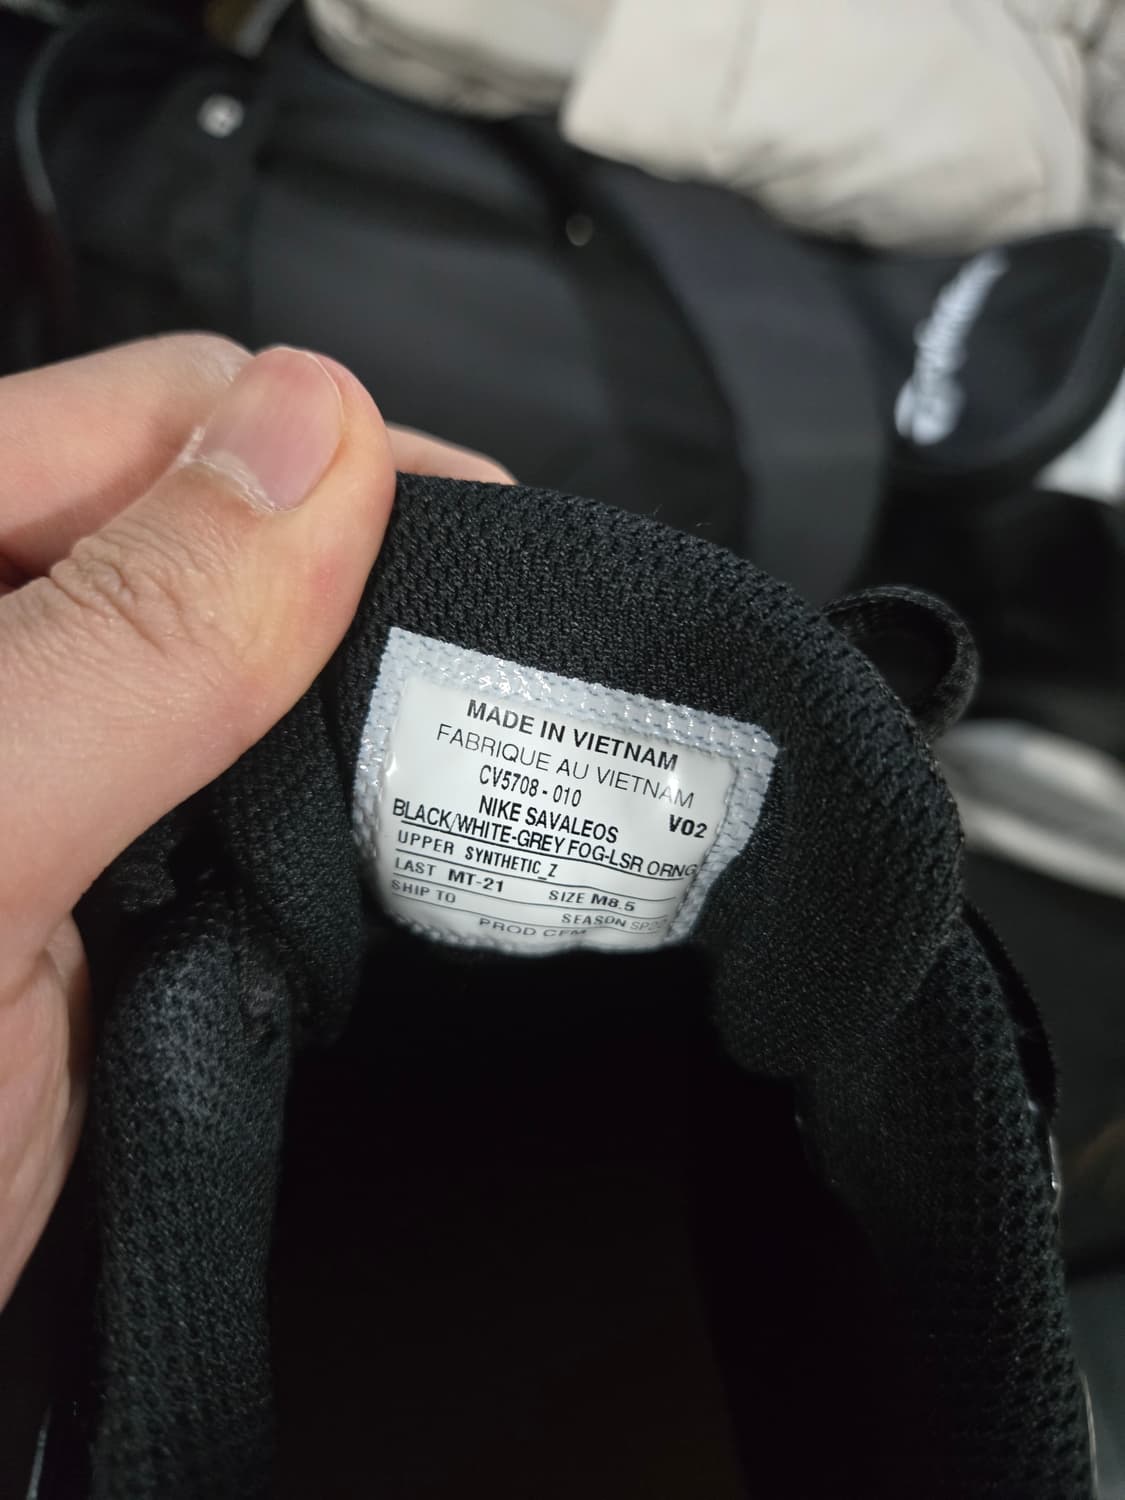 MADE IN VIETNAM
FABRIQUE AU VIETNAM
CV5708 - 010
NIKE SAVALEOS V02
BLACK/WHITE-GREY FOG-LSR ORNG
UPPER SYNTHETIC_Z
LAST MT-21 SIZE M8.5
SHIP TO SEASON
PROD